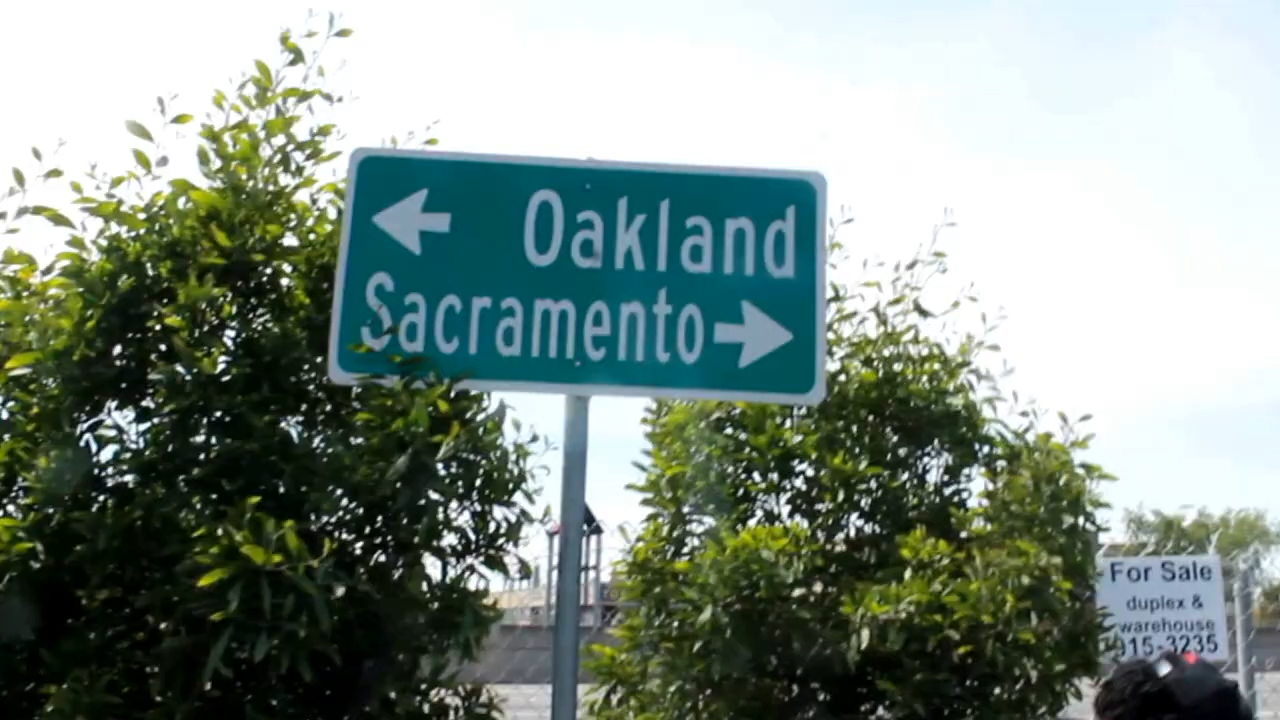 Oakland
Sacramento
For Sale
duplex &
warehouse
915-3235